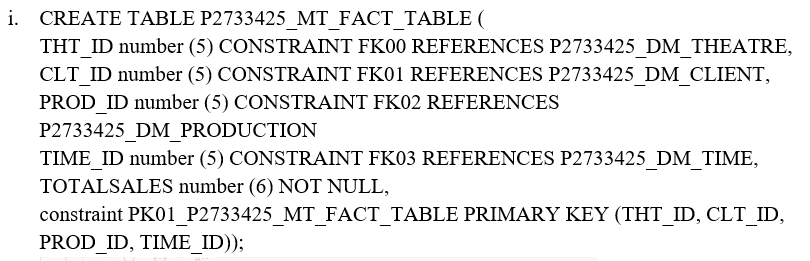 i. CREATE TABLE P2733425_MT_FACT_TABLE (
THT_ID number (5) CONSTRAINT FK00 REFERENCES P2733425_DM_THEATRE,
CLT_ID number (5) CONSTRAINT FK01 REFERENCES P2733425_DM_CLIENT,
PROD_ID number (5) CONSTRAINT FK02 REFERENCES
P2733425_DM_PRODUCTION
TIME_ID number (5) CONSTRAINT FK03 REFERENCES P2733425_DM_TIME,
TOTALSALES number (6) NOT NULL,
constraint PK01_P2733425_MT_FACT_TABLE PRIMARY KEY (THT_ID, CLT_ID,
PROD_ID, TIME_ID));